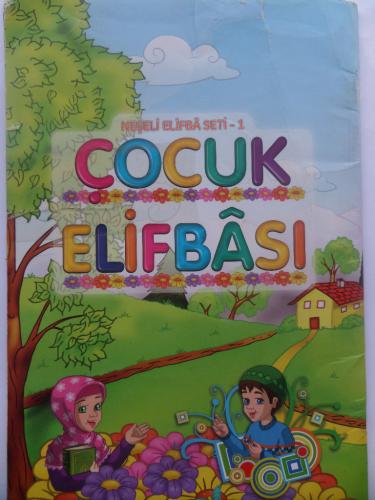 NEŞELİ ELİFBÂ SETİ - 1
ÇOCUK
ELİFBÂSI